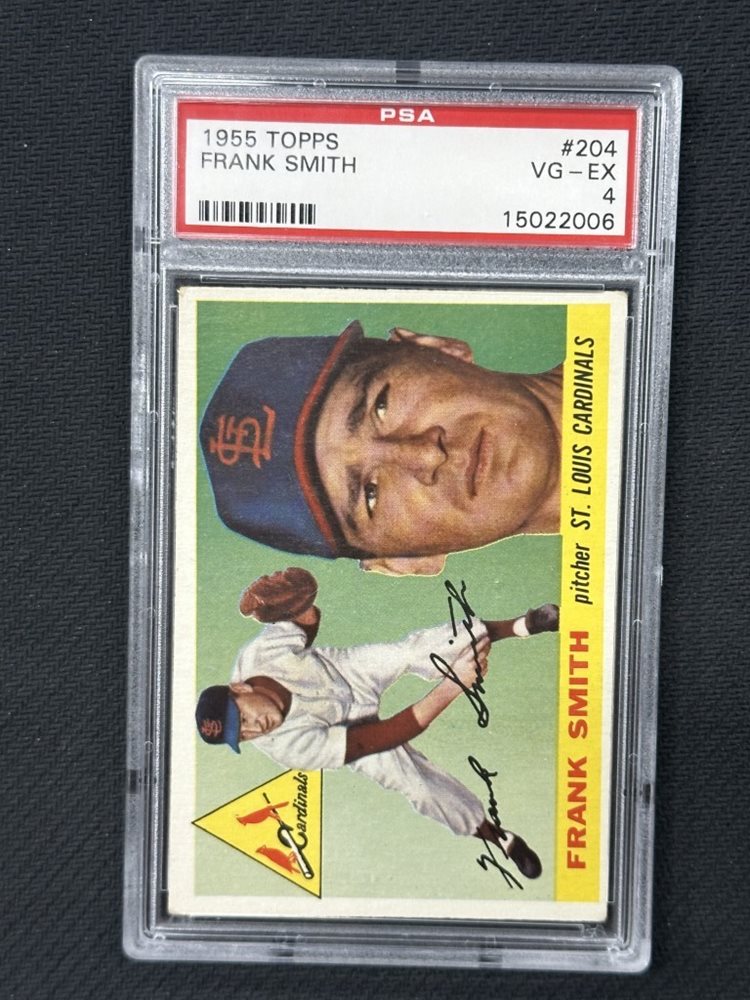 PSA
1955 TOPPS #204
FRANK SMITH VG-EX
4
15022006
STL
FRANK SMITH pitcher ST. LOUIS CARDINALS
Frank Smith
STL
Cardinals